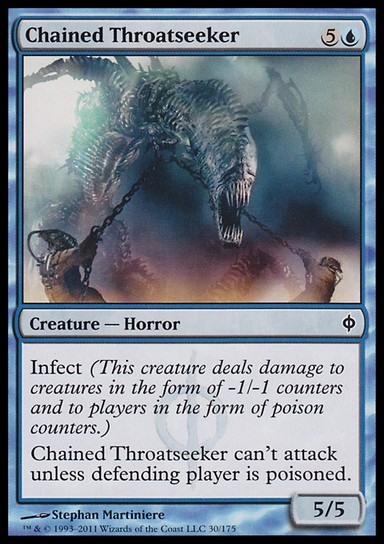 Chained Throatseeker 5
Creature — Horror
Infect (This creature deals damage to
creatures in the form of -1/-1 counters
and to players in the form of poison
counters.)
Chained Throatseeker can't attack
unless defending player is poisoned.
Stephan Martiniere
5/5
™ & © 1993–2011 Wizards of the Coast LLC 30/175